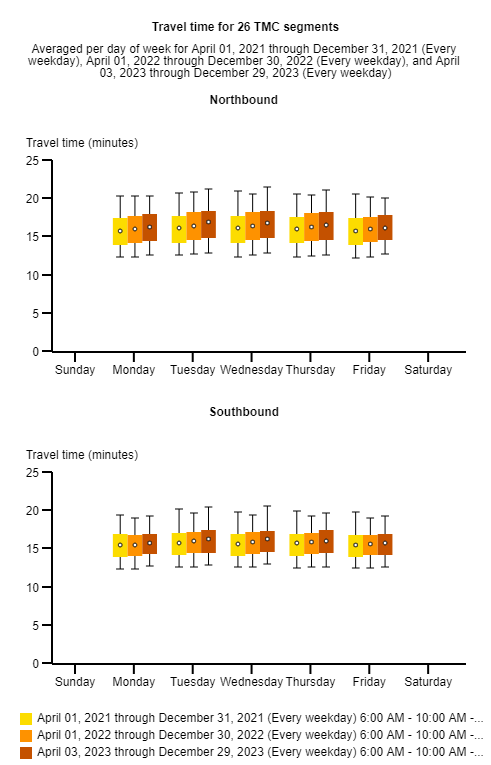 Travel time for 26 TMC segments
Averaged per day of week for April 01, 2021 through December 31, 2021 (Every
weekday), April 01, 2022 through December 30, 2022 (Every weekday), and April
03, 2023 through December 29, 2023 (Every weekday)
Northbound
Travel time (minutes)
25
20
15
10
5
0
Sunday Monday Tuesday Wednesday Thursday Friday Saturday
Southbound
Travel time (minutes)
25
20
15
10
5
0
Sunday Monday Tuesday Wednesday Thursday Friday Saturday
April 01, 2021 through December 31, 2021 (Every weekday) 6:00 AM - 10:00 AM -...
April 01, 2022 through December 30, 2022 (Every weekday) 6:00 AM - 10:00 AM -...
April 03, 2023 through December 29, 2023 (Every weekday) 6:00 AM - 10:00 AM -...